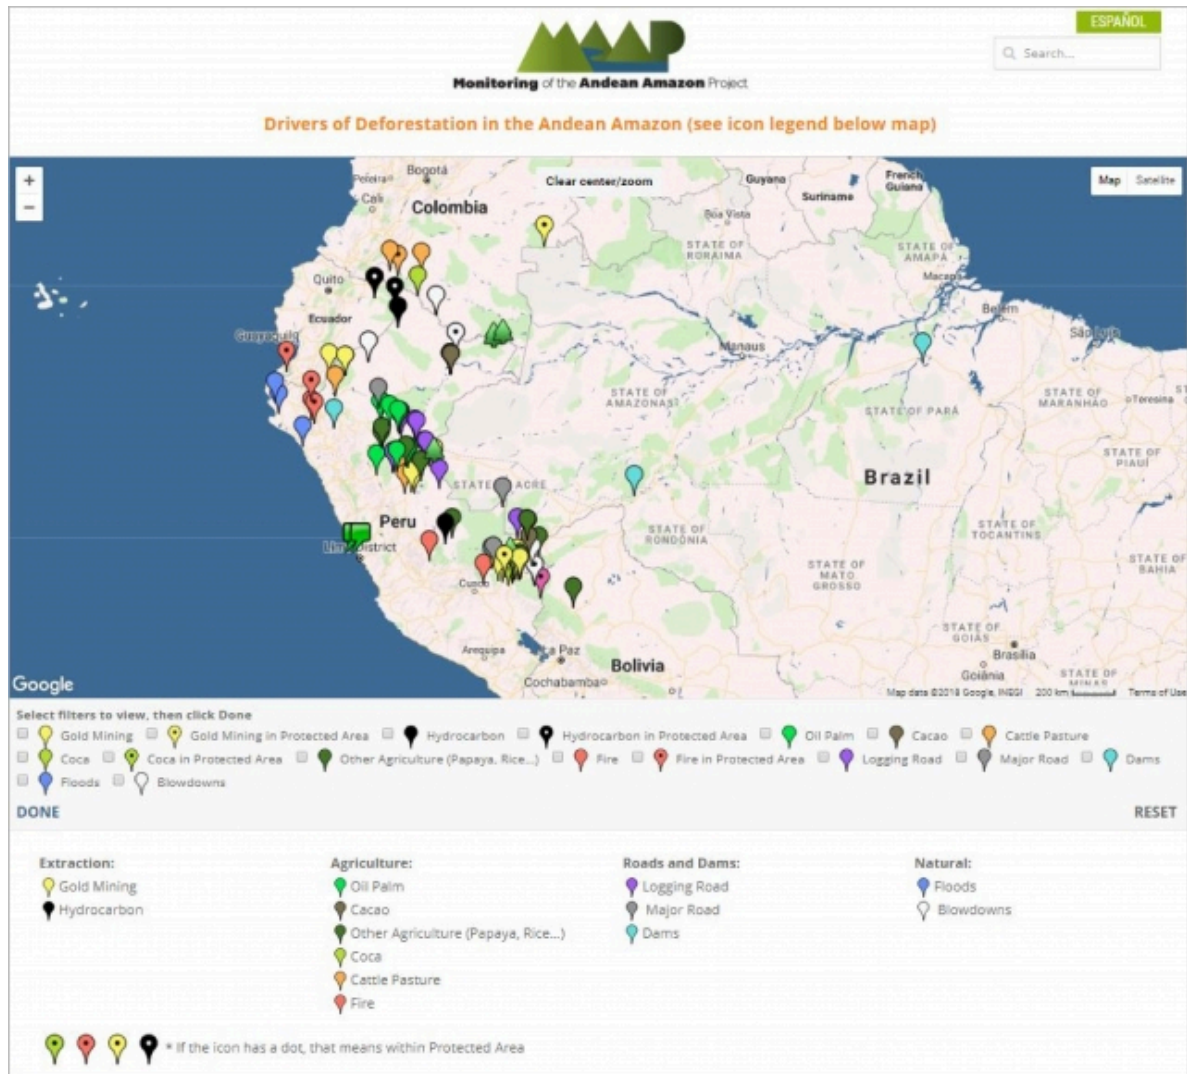 ESPAÑOL
Search...
MAAP
Monitoring of the Andean Amazon Project
Drivers of Deforestation in the Andean Amazon (see icon legend below map)
+
−
Clear center/zoom
Map Satellite
Pereira
Bogotá
Cali
Colombia
Guyana
Suriname
French Guiana
Boa Vista
STATE OF RORAIMA
STATE OF AMAPÁ
Macapá
Quito
Ecuador
Guayaquil
Belém
São Luís
Manaus
STATE OF AMAZONAS
STATE OF PARÁ
STATE OF MARANHÃO
Teresina
STATE OF PIAUÍ
Brazil
STATE ACRE
Peru
STATE OF RONDÔNIA
STATE OF TOCANTINS
STATE OF MATO GROSSO
STATE OF BAHIA
District
Cusco
STATE OF GOIÁS
Brasília
Arequipa
La Paz
Bolivia
Goiânia
STATE OF MINAS
Cochabamba
Google
Map data ©2018 Google, INEGI 200 km Terms of Use
Select filters to view, then click Done
Gold Mining Gold Mining in Protected Area Hydrocarbon Hydrocarbon in Protected Area Oil Palm Cacao Cattle Pasture
Coca Coca in Protected Area Other Agriculture (Papaya, Rice...) Fire Fire in Protected Area Logging Road Major Road Dams
Floods Blowdowns
DONE RESET
Extraction:
Gold Mining
Hydrocarbon
Agriculture:
Oil Palm
Cacao
Other Agriculture (Papaya, Rice...)
Coca
Cattle Pasture
Fire
Roads and Dams:
Logging Road
Major Road
Dams
Natural:
Floods
Blowdowns
* If the icon has a dot, that means within Protected Area